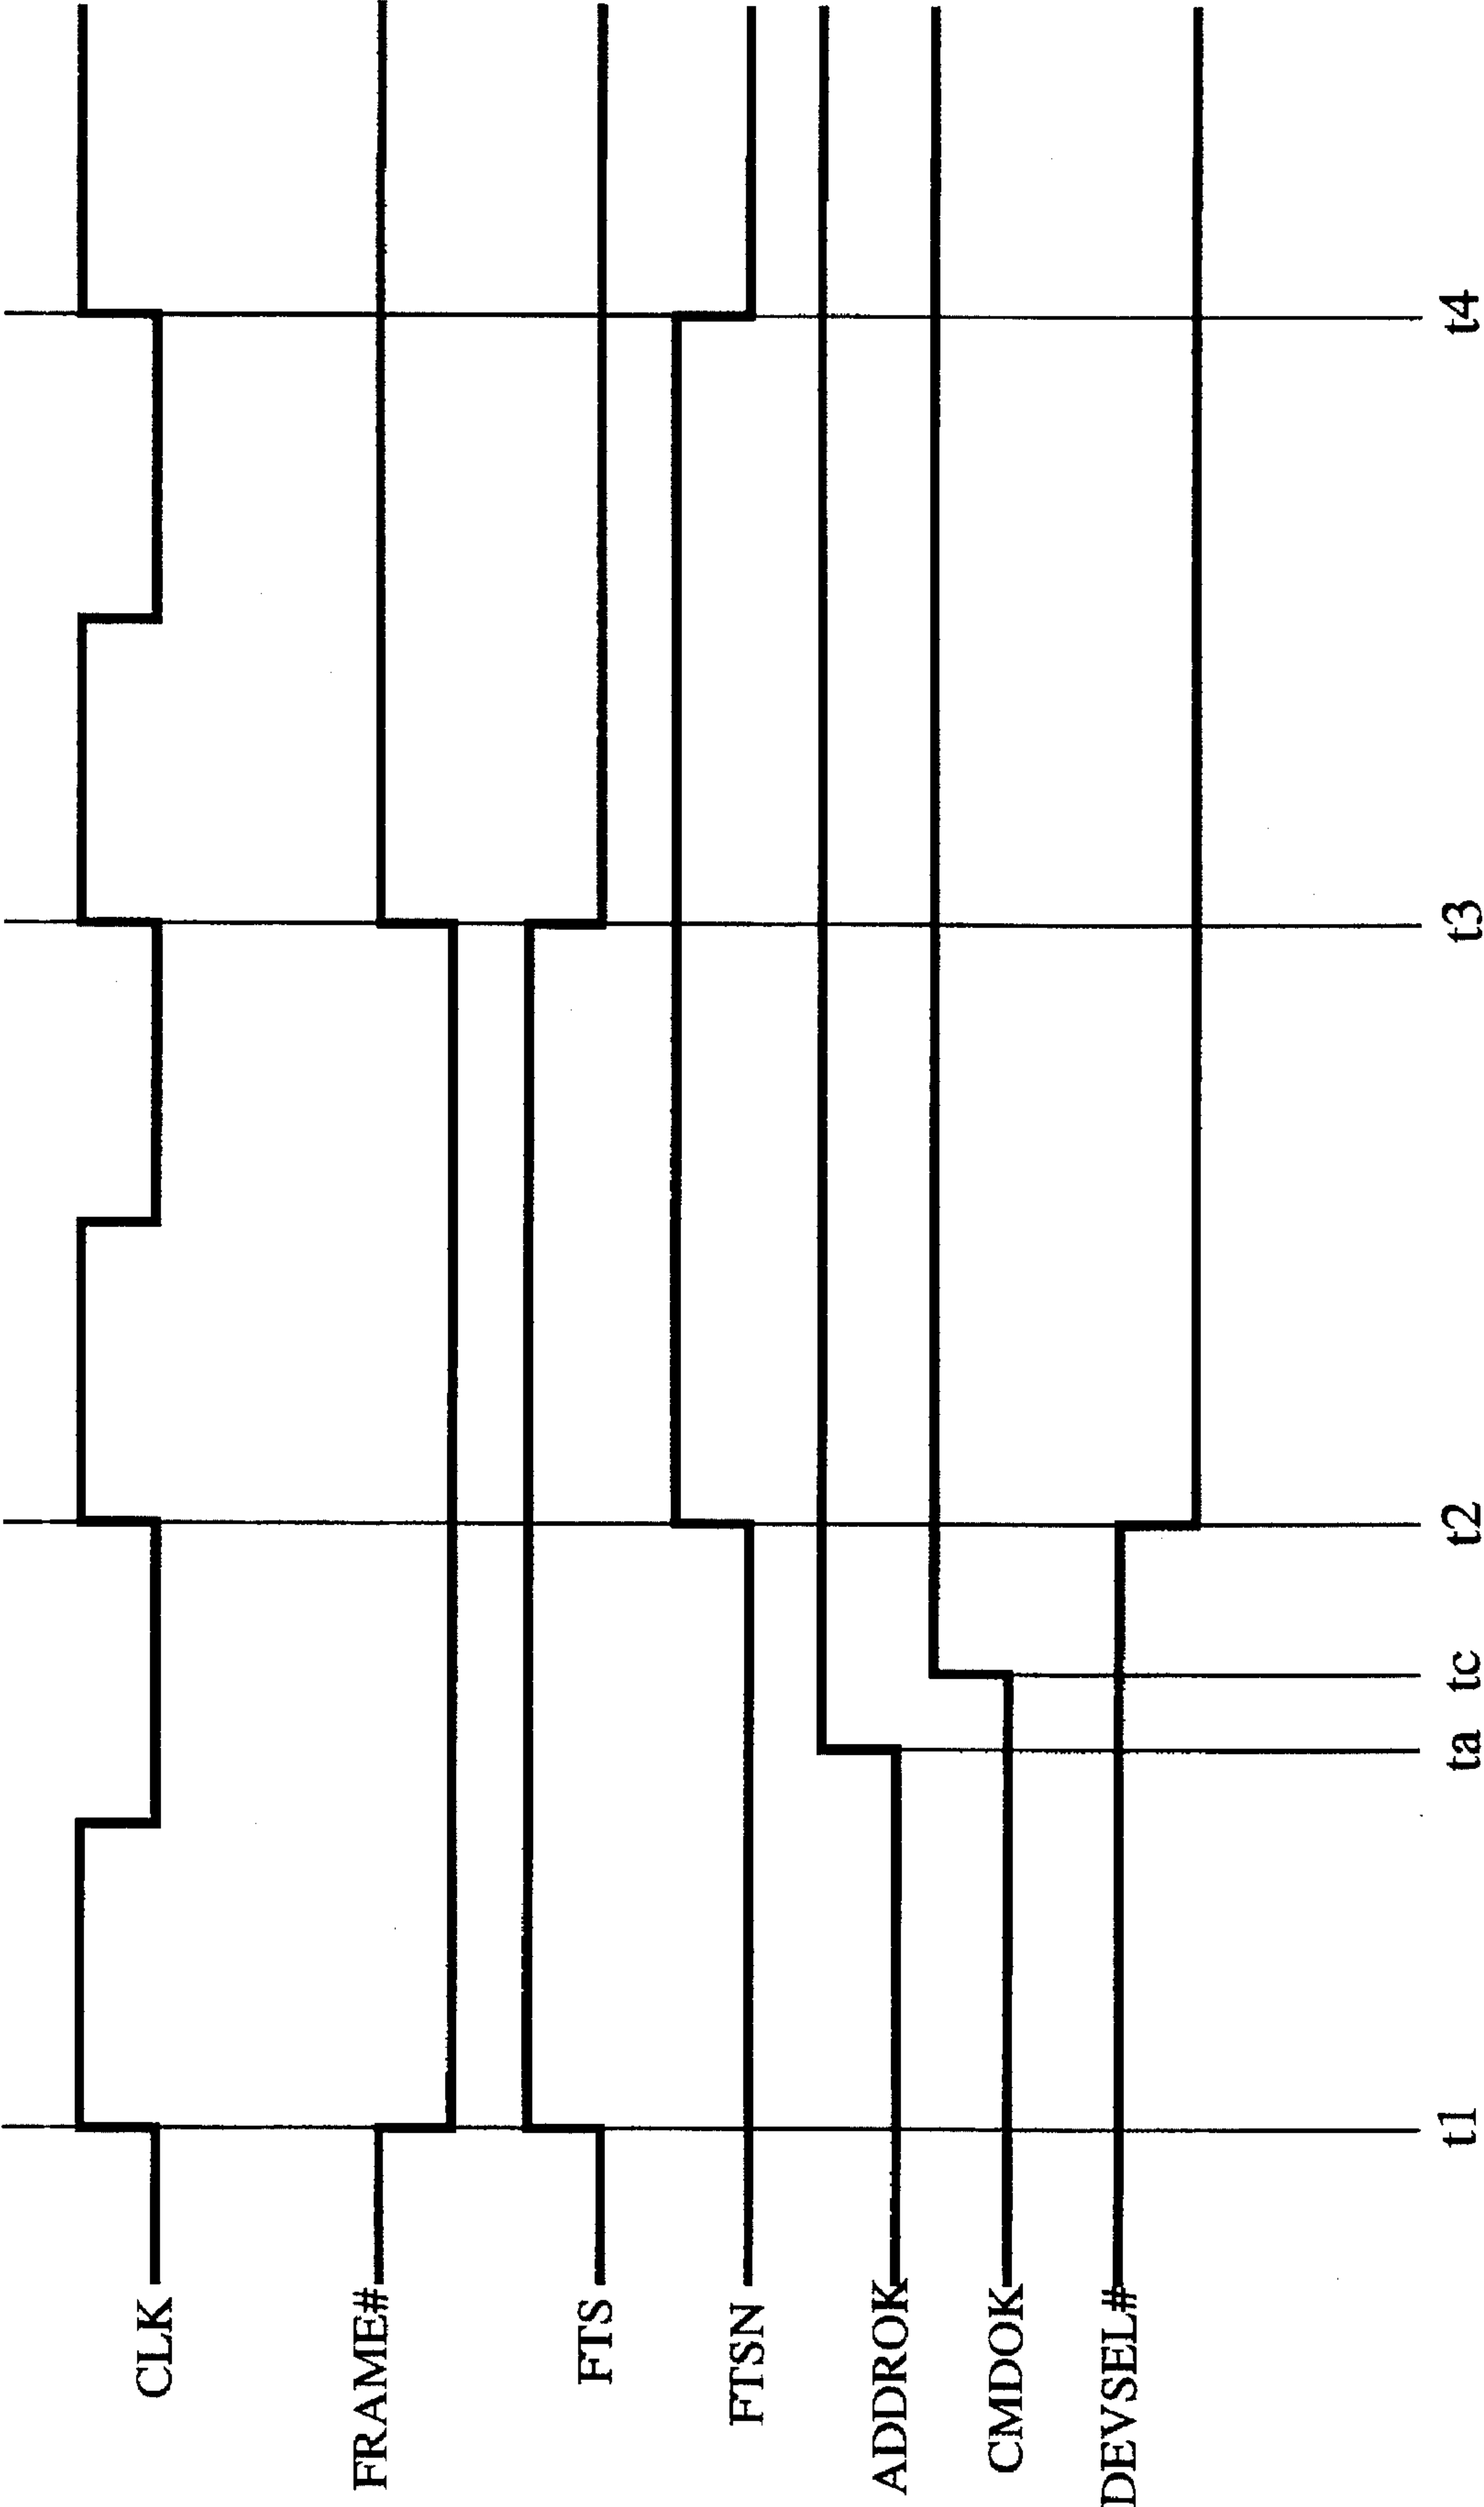 CLK
FRAME#
FTS
FTSN
ADDROK
CMDOK
DEVSEL#
t1
ta
tc
t2
t3
t4